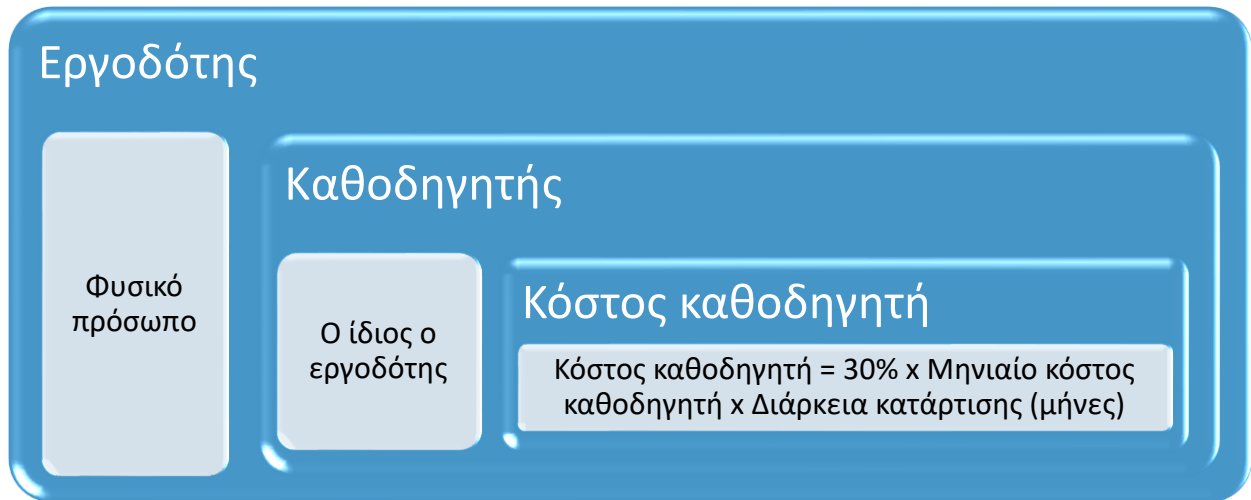 Εργοδότης
Φυσικό
πρόσωπο
Καθοδηγητής
Ο ίδιος ο
εργοδότης
Κόστος καθοδηγητή
Κόστος καθοδηγητή = 30% x Μηνιαίο κόστος
καθοδηγητή x Διάρκεια κατάρτισης (μήνες)